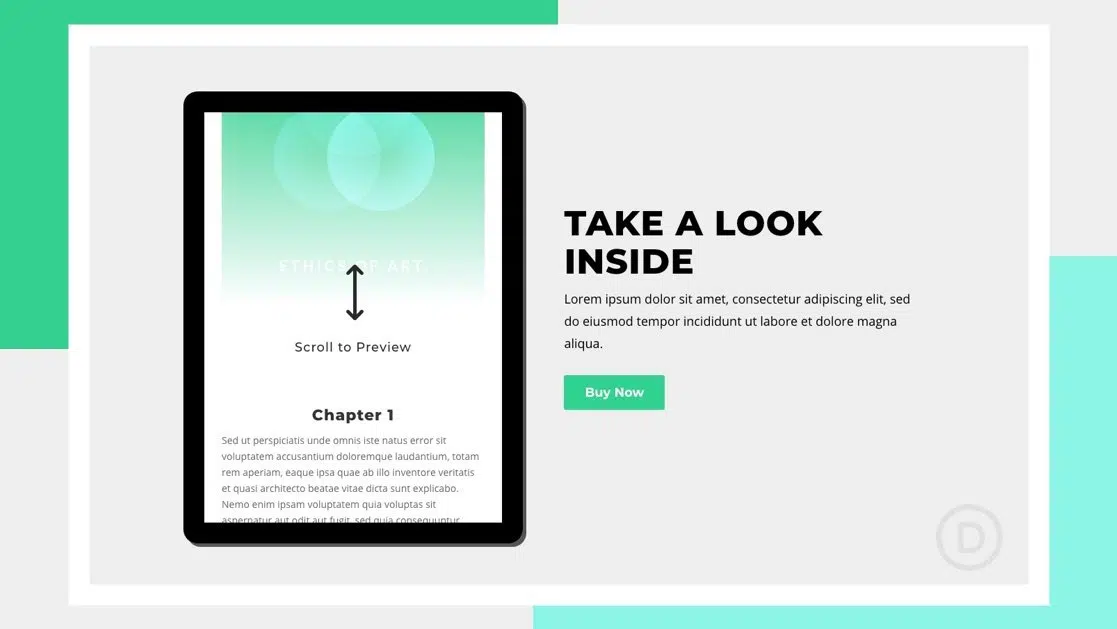 ETHICS OF ART
Scroll to Preview
Chapter 1
Sed ut perspiciatis unde omnis iste natus error sit
voluptatem accusantium doloremque laudantium, totam
rem aperiam, eaque ipsa quae ab illo inventore veritatis
et quasi architecto beatae vitae dicta sunt explicabo.
Nemo enim ipsam voluptatem quia voluptas sit
aspernatur aut odit aut fugit, sed quia consequuntur
TAKE A LOOK
INSIDE
Lorem ipsum dolor sit amet, consectetur adipiscing elit, sed
do eiusmod tempor incididunt ut labore et dolore magna
aliqua.
Buy Now
D